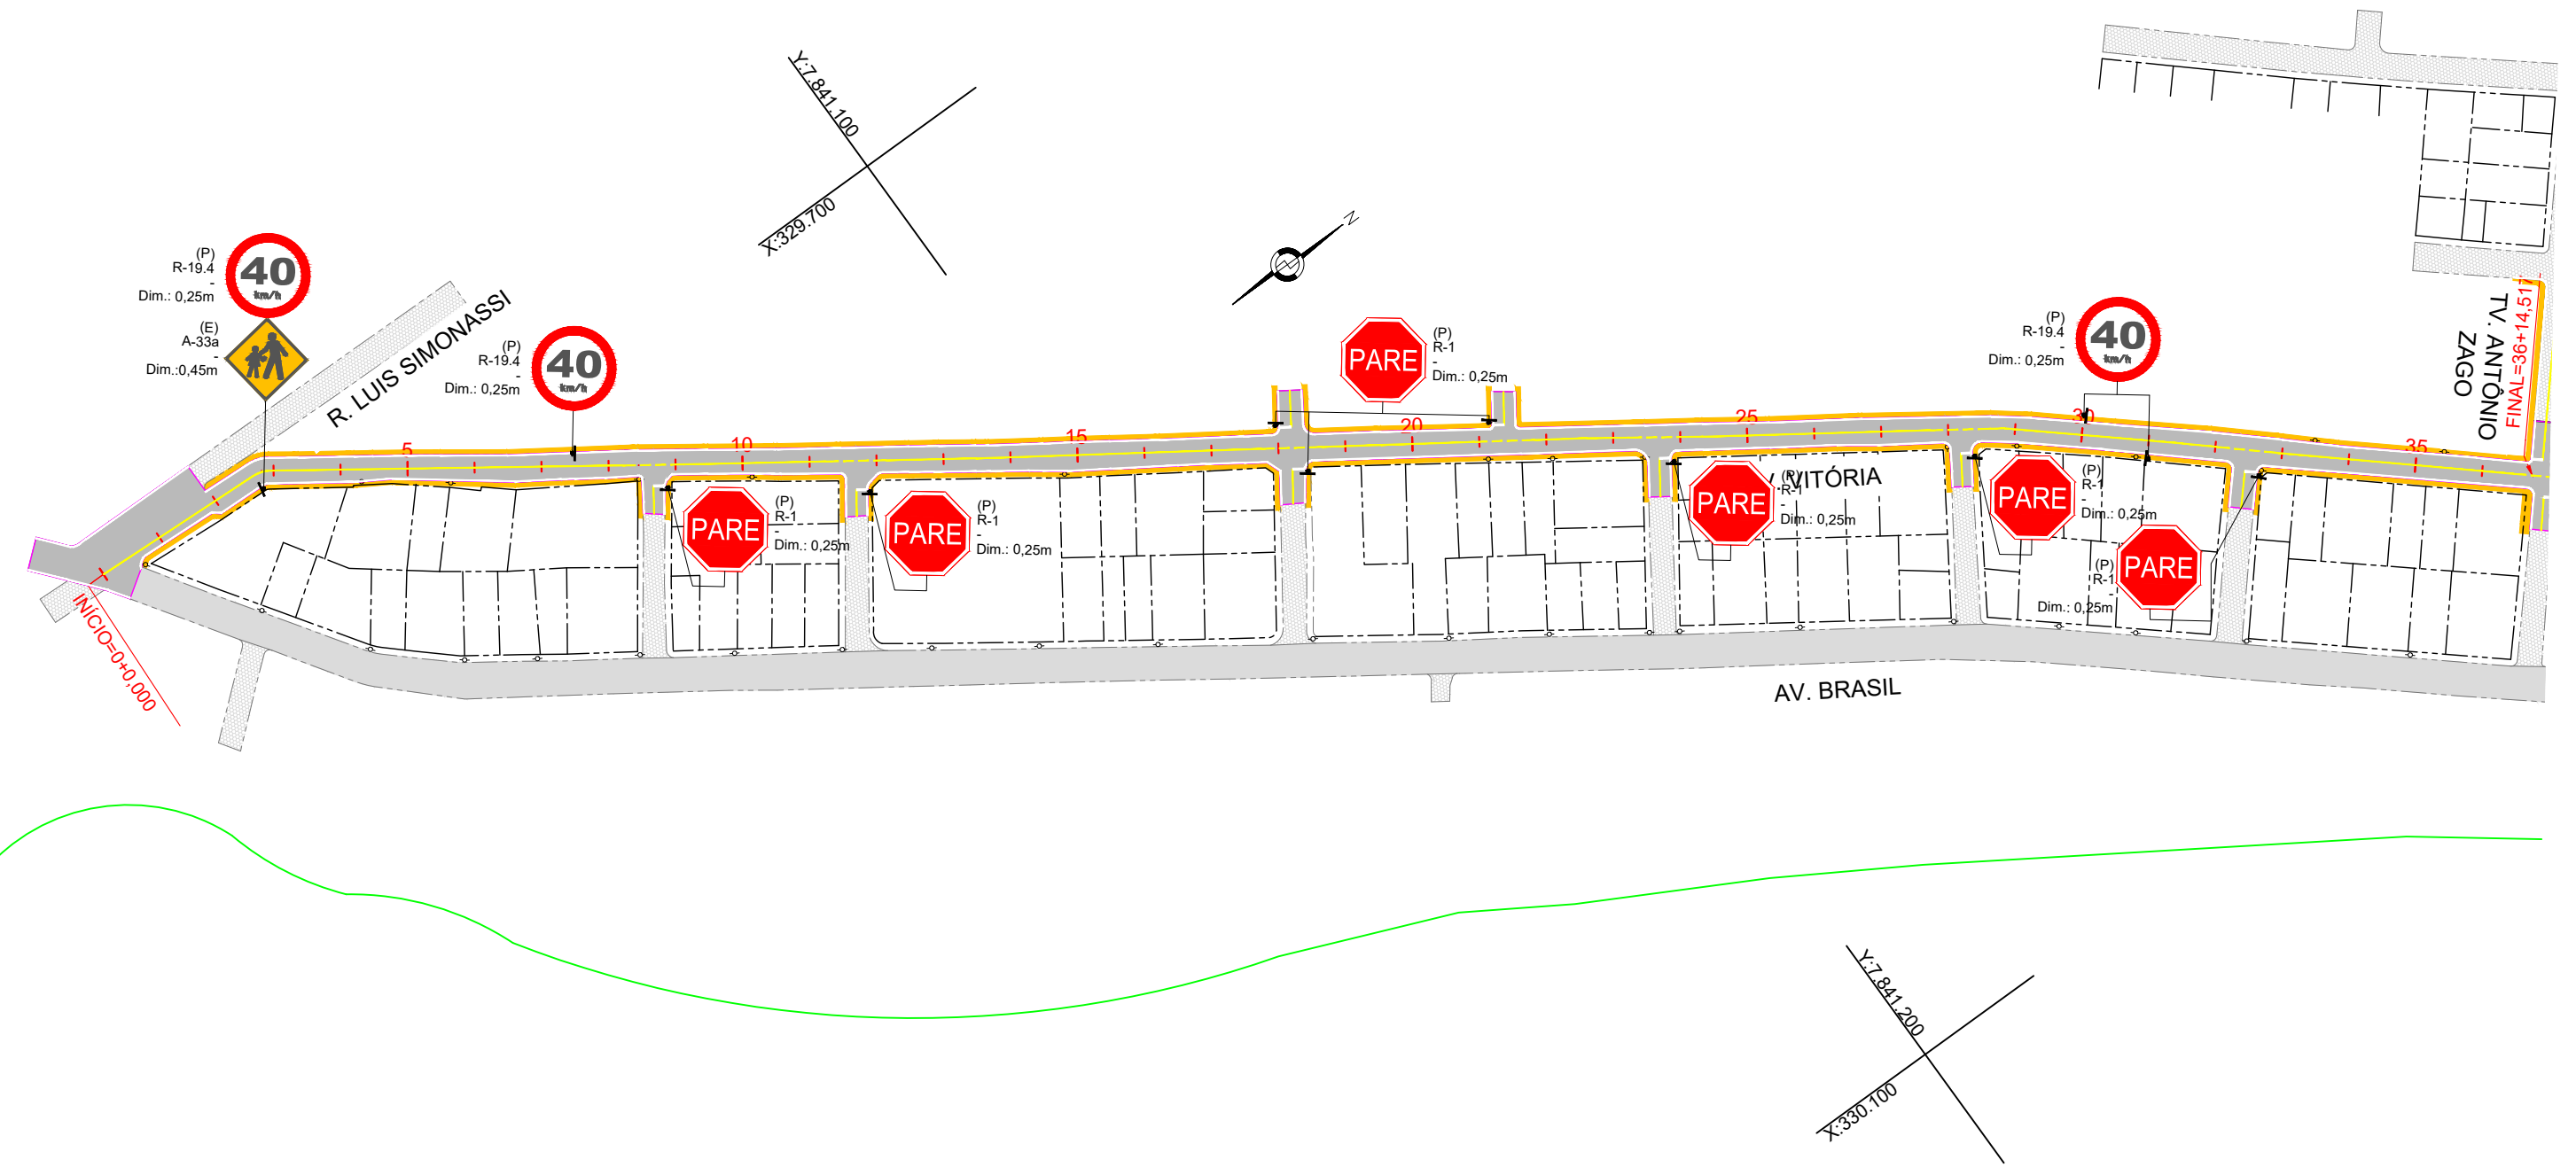 Y:7.841.100
X:329.700
N
(P)
R-19.4
-
Dim.: 0,25m
40
km/h
(E)
A-33a
-
Dim.:0,45m
R. LUIS SIMONASSI
(P)
R-19.4
-
Dim.: 0,25m
40
km/h
PARE
(P)
R-1
-
Dim.: 0,25m
(P)
R-19.4
-
Dim.: 0,25m
40
km/h
TV. ANTÔNIO
ZAGO
FINAL=36+14,517
5
10
15
20
25
30
35
PARE
(P)
R-1
-
Dim.: 0,25m
PARE
(P)
R-1
-
Dim.: 0,25m
PARE
(P)
R-1
-
Dim.: 0,25m
VITÓRIA
PARE
(P)
R-1
-
Dim.: 0,25m
PARE
(P)
R-1
-
Dim.: 0,25m
INÍCIO=0+0,000
AV. BRASIL
Y:7.841.200
X:330.100